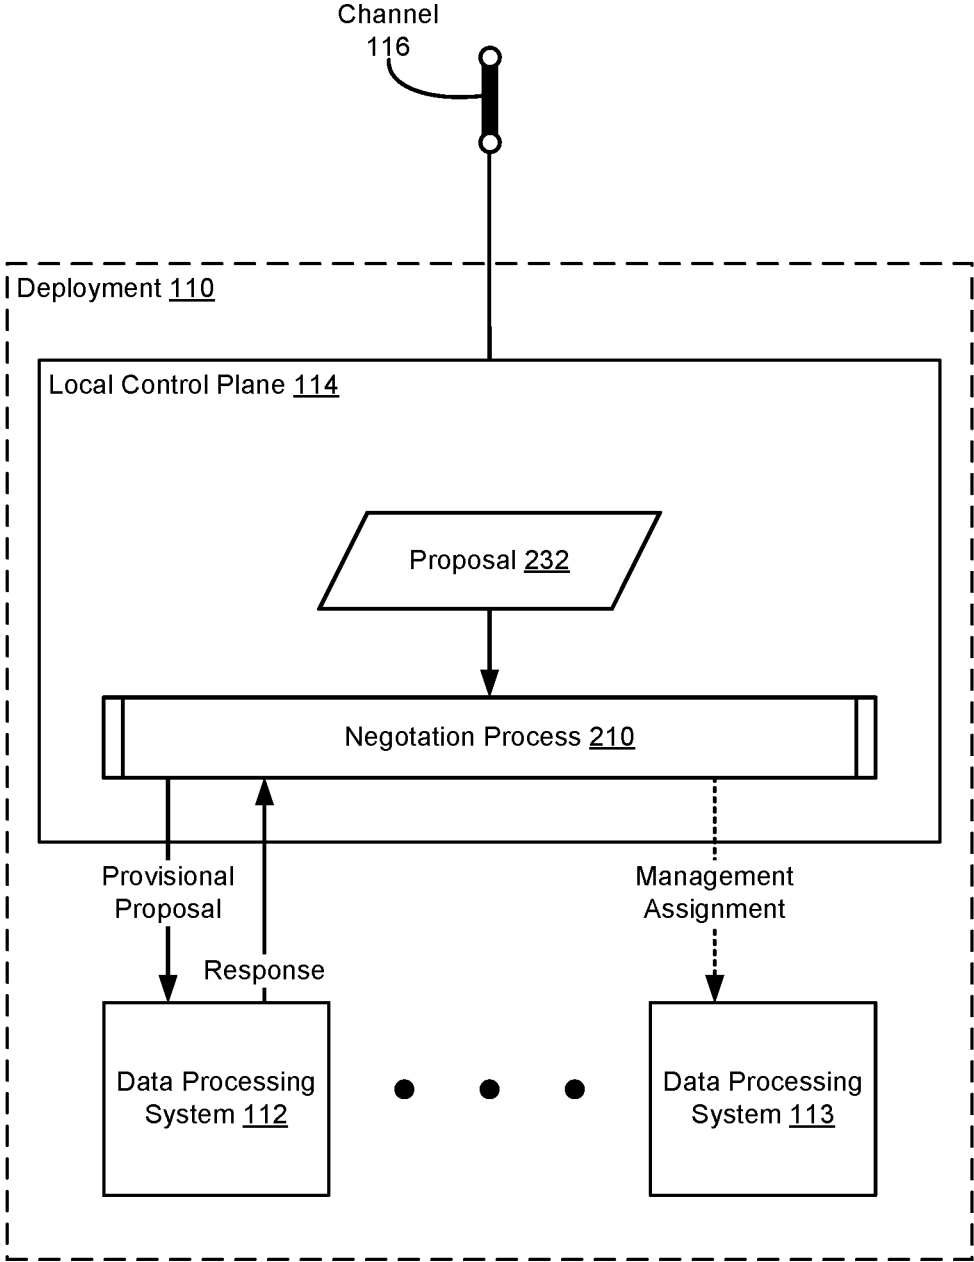 Channel
116
Deployment 110
Local Control Plane 114
Proposal 232
Negotation Process 210
Provisional
Proposal
Management
Assignment
Response
Data Processing
System 112
Data Processing
System 113